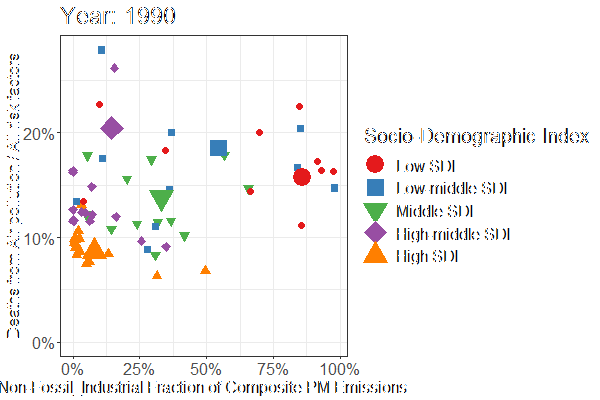 Year: 1990
Deaths from Air pollution / All risk factors
20%
10%
0%
0%
25%
50%
75%
100%
Non-Fossil, Industrial Fraction of Composite PM Emissions
Socio-Demographic Index
Low SDI
Low-middle SDI
Middle SDI
High-middle SDI
High SDI